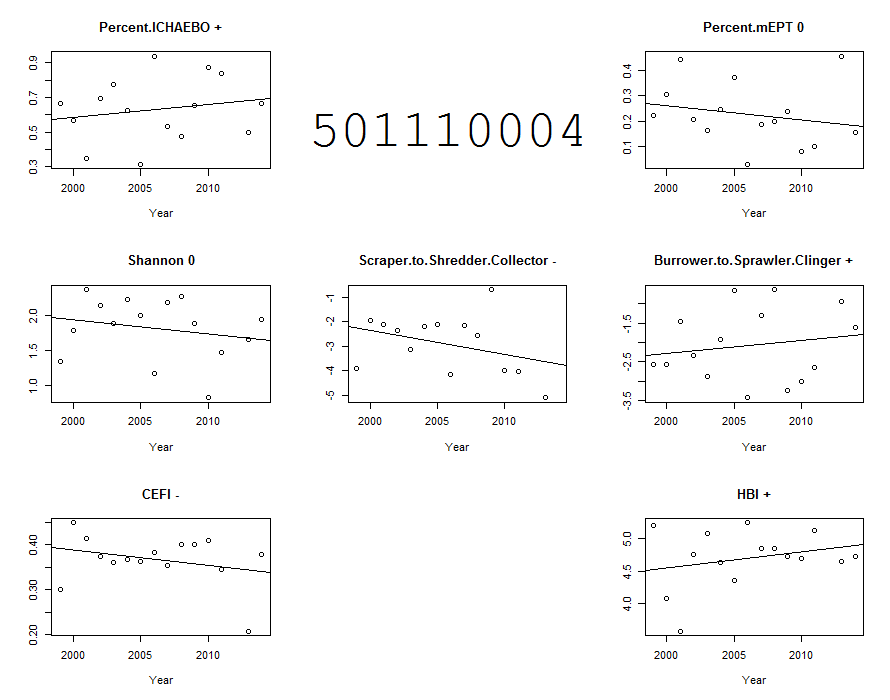 Percent.ICHAEBO +
0.3 0.5 0.7 0.9
2000 2005 2010
Year
501110004
Percent.mEPT 0
0.1 0.2 0.3 0.4
2000 2005 2010
Year
Shannon 0
1.0 1.5 2.0
2000 2005 2010
Year
Scraper.to.Shredder.Collector -
-5 -4 -3 -2 -1
2000 2005 2010
Year
Burrower.to.Sprawler.Clinger +
-3.5 -2.5 -1.5
2000 2005 2010
Year
CEFI -
0.20 0.30 0.40
2000 2005 2010
Year
HBI +
4.0 4.5 5.0
2000 2005 2010
Year